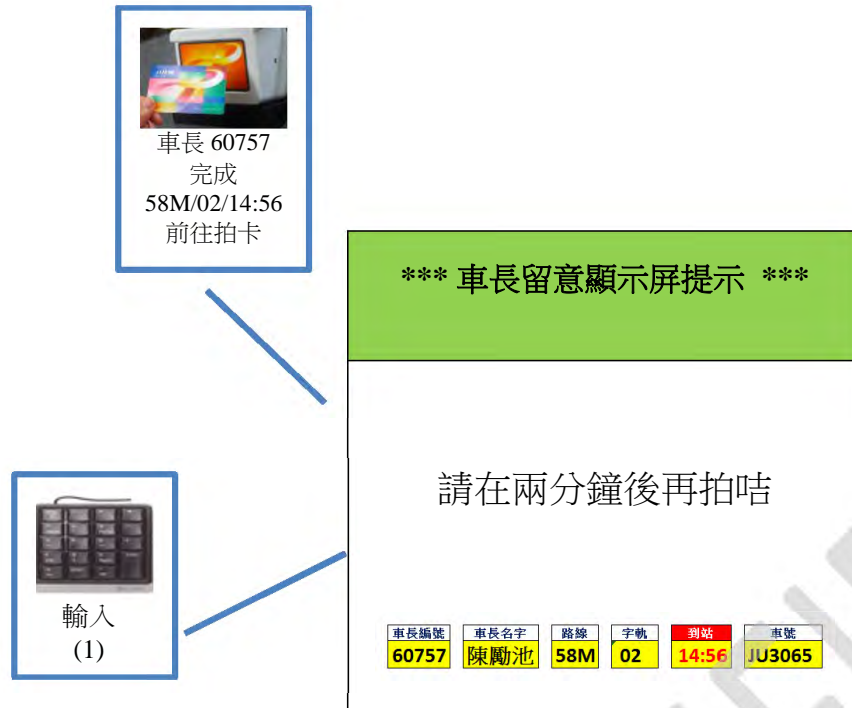 車長 60757
完成
58M/02/14:56
前往拍卡
*** 車長留意顯示屏提示 ***
請在兩分鐘後再拍咭
輸入
(1)
車長編號 車長名字 路線 字軌 到站 車號
60757 陳勵池 58M 02 14:56 JU3065